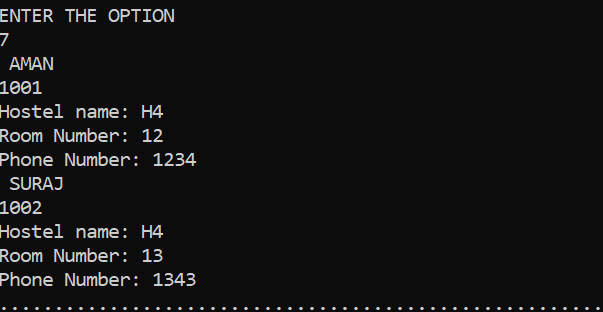 ENTER THE OPTION
7
AMAN
1001
Hostel name: H4
Room Number: 12
Phone Number: 1234
SURAJ
1002
Hostel name: H4
Room Number: 13
Phone Number: 1343
.......................................................